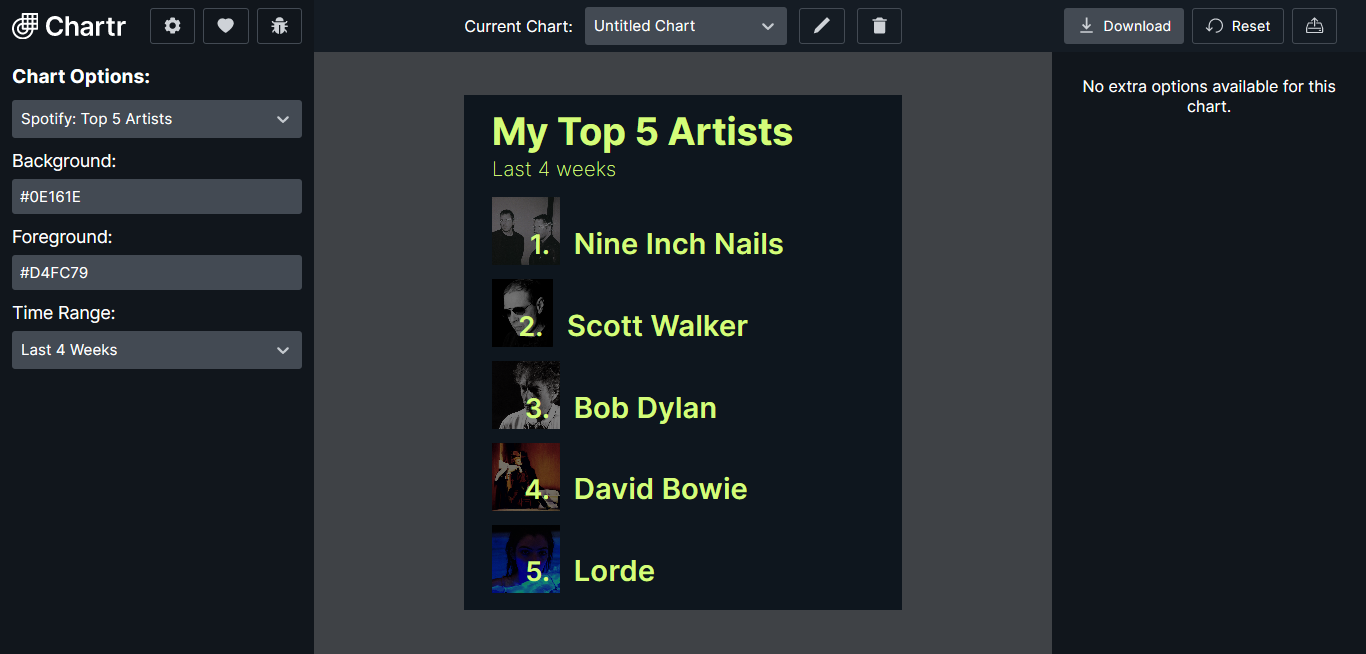 Chartr
Current Chart:
Untitled Chart
Download
Reset
Chart Options:
Spotify: Top 5 Artists
Background:
#0E161E
Foreground:
#D4FC79
Time Range:
Last 4 Weeks
My Top 5 Artists
Last 4 weeks
1. Nine Inch Nails
2. Scott Walker
3. Bob Dylan
4. David Bowie
5. Lorde
No extra options available for this
chart.